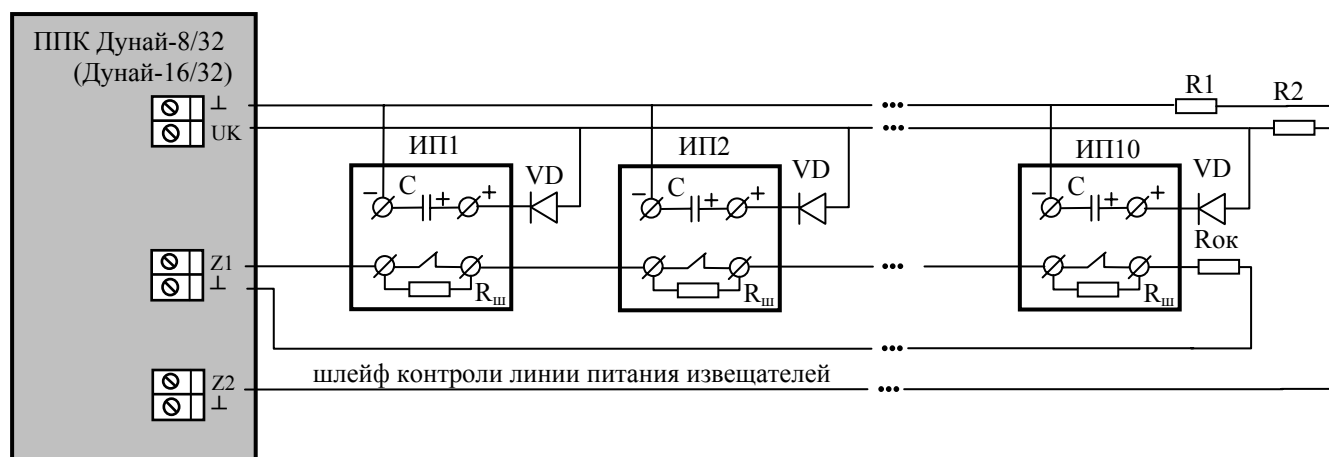 ППК Дунай-8/32
(Дунай-16/32)
⊥
UK
Z1
⊥
Z2
⊥
ИП1
– C + +
VD
Rш
ИП2
– C + +
VD
Rш
...
...
R1
R2
ИП10
– C + +
VD
Rок
Rш
...
...
шлейф контроли линии питания извещателей
...